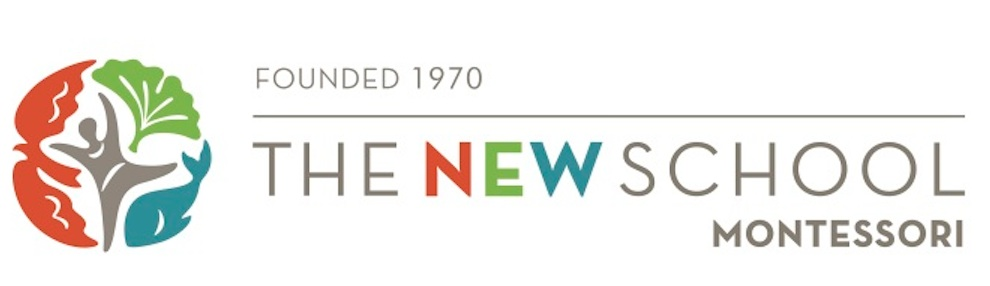 FOUNDED 1970
THE NEW SCHOOL
MONTESSORI